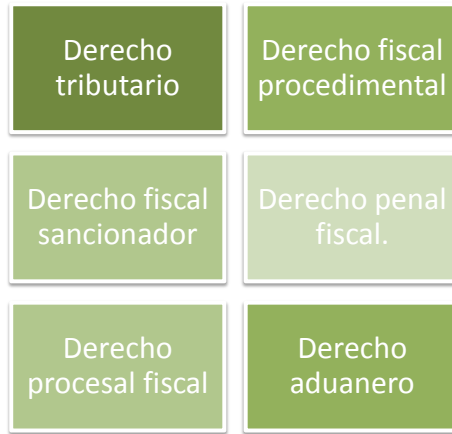 Derecho
tributario
Derecho fiscal
procedimental
Derecho fiscal
sancionador
Derecho penal
fiscal.
Derecho
procesal fiscal
Derecho
aduanero